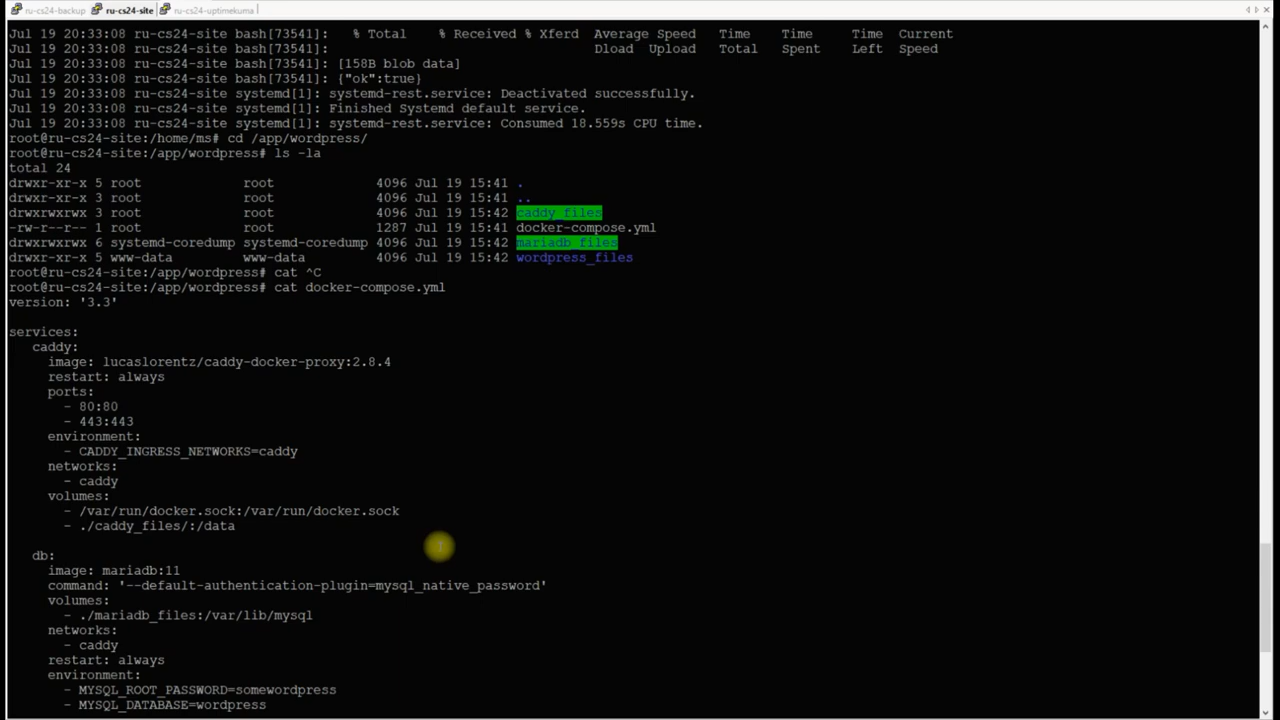 ru-cs24-backup ru-cs24-site ru-cs24-uptimekuma
Jul 19 20:33:08 ru-cs24-site bash[73541]:   % Total    % Received % Xferd  Average Speed   Time    Time     Time  Current
Jul 19 20:33:08 ru-cs24-site bash[73541]:                                  Dload  Upload   Total   Spent    Left  Speed
Jul 19 20:33:08 ru-cs24-site bash[73541]: [158B blob data]
Jul 19 20:33:08 ru-cs24-site bash[73541]: {"ok":true}
Jul 19 20:33:08 ru-cs24-site systemd[1]: systemd-rest.service: Deactivated successfully.
Jul 19 20:33:08 ru-cs24-site systemd[1]: Finished Systemd default service.
Jul 19 20:33:08 ru-cs24-site systemd[1]: systemd-rest.service: Consumed 18.559s CPU time.
root@ru-cs24-site:/home/ms# cd /app/wordpress/
root@ru-cs24-site:/app/wordpress# ls -la
total 24
drwxr-xr-x 5 root             root             4096 Jul 19 15:41 .
drwxr-xr-x 3 root             root             4096 Jul 19 15:41 ..
drwxrwxrwx 3 root             root             4096 Jul 19 15:42 caddy_files
-rw-r--r-- 1 root             root             1287 Jul 19 15:41 docker-compose.yml
drwxrwxrwx 6 systemd-coredump systemd-coredump 4096 Jul 19 15:42 mariadb_files
drwxr-xr-x 5 www-data         www-data         4096 Jul 19 15:42 wordpress_files
root@ru-cs24-site:/app/wordpress# cat ^C
root@ru-cs24-site:/app/wordpress# cat docker-compose.yml
version: '3.3'
services:
   caddy:
     image: lucaslorentz/caddy-docker-proxy:2.8.4
     restart: always
     ports:
       - 80:80
       - 443:443
     environment:
       - CADDY_INGRESS_NETWORKS=caddy
     networks:
       - caddy
     volumes:
       - /var/run/docker.sock:/var/run/docker.sock
       - ./caddy_files/:/data
   db:
     image: mariadb:11
     command: '--default-authentication-plugin=mysql_native_password'
     volumes:
       - ./mariadb_files:/var/lib/mysql
     networks:
       - caddy
     restart: always
     environment:
       - MYSQL_ROOT_PASSWORD=somewordpress
       - MYSQL_DATABASE=wordpress